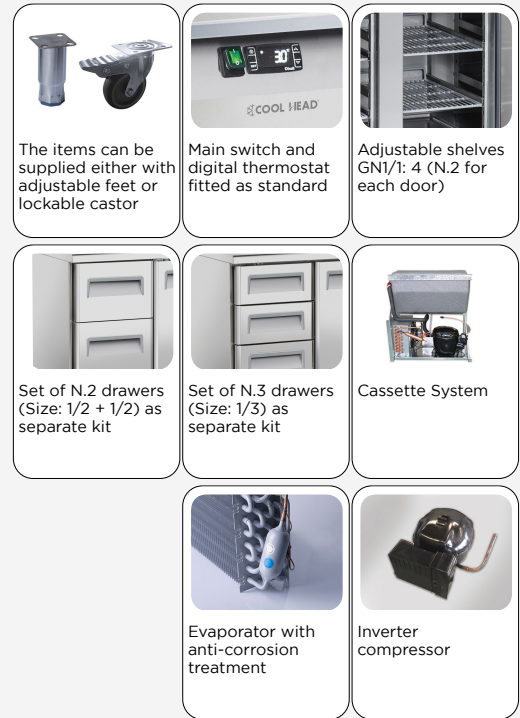 30°
COOL HEAD
The items can be
supplied either with
adjustable feet or
lockable castor
Main switch and
digital thermostat
fitted as standard
Adjustable shelves
GN1/1: 4 (N.2 for
each door)
Set of N.2 drawers
(Size: 1/2 + 1/2) as
separate kit
Set of N.3 drawers
(Size: 1/3) as
separate kit
Cassette System
Evaporator with
anti-corrosion
treatment
Inverter
compressor